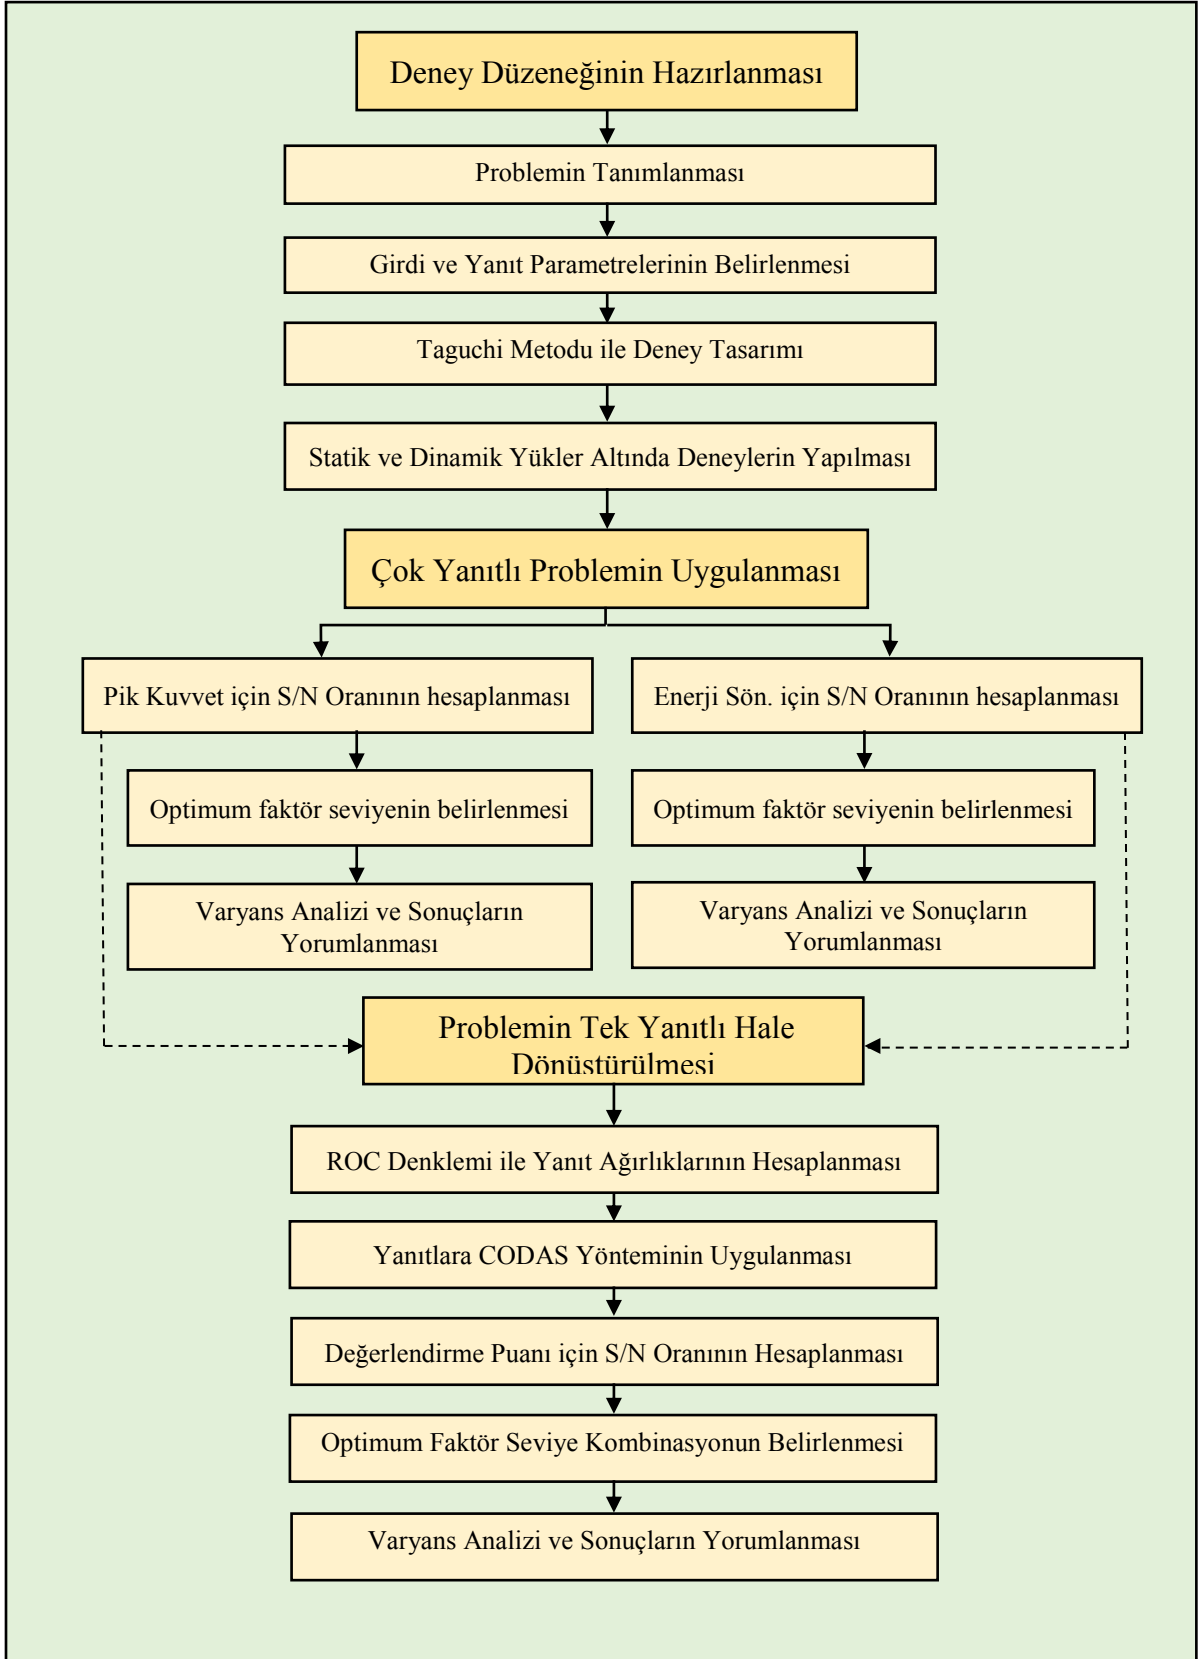 Deney Düzeneğinin Hazırlanması
Problemin Tanımlanması
Girdi ve Yanıt Parametrelerinin Belirlenmesi
Taguchi Metodu ile Deney Tasarımı
Statik ve Dinamik Yükler Altında Deneylerin Yapılması
Çok Yanıtlı Problemin Uygulanması
Pik Kuvvet için S/N Oranının hesaplanması
Optimum faktör seviyenin belirlenmesi
Varyans Analizi ve Sonuçların
Yorumlanması
Enerji Sön. için S/N Oranının hesaplanması
Optimum faktör seviyenin belirlenmesi
Varyans Analizi ve Sonuçların
Yorumlanması
Problemin Tek Yanıtlı Hale
Dönüştürülmesi
ROC Denklemi ile Yanıt Ağırlıklarının Hesaplanması
Yanıtlara CODAS Yönteminin Uygulanması
Değerlendirme Puanı için S/N Oranının Hesaplanması
Optimum Faktör Seviye Kombinasyonun Belirlenmesi
Varyans Analizi ve Sonuçların Yorumlanması